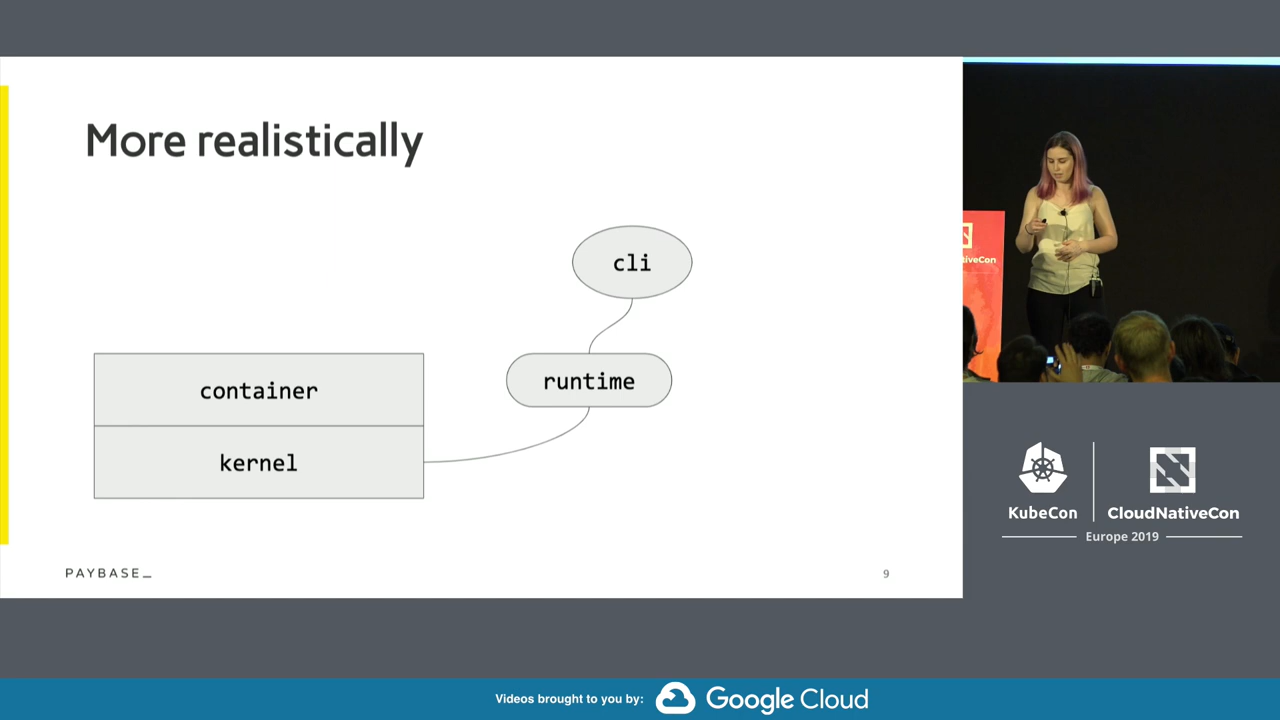 More realistically
cli
container
runtime
kernel
PAYBASE_
9
tiveCon
KubeCon
CloudNativeCon
Europe 2019
Videos brought to you by:
Google Cloud